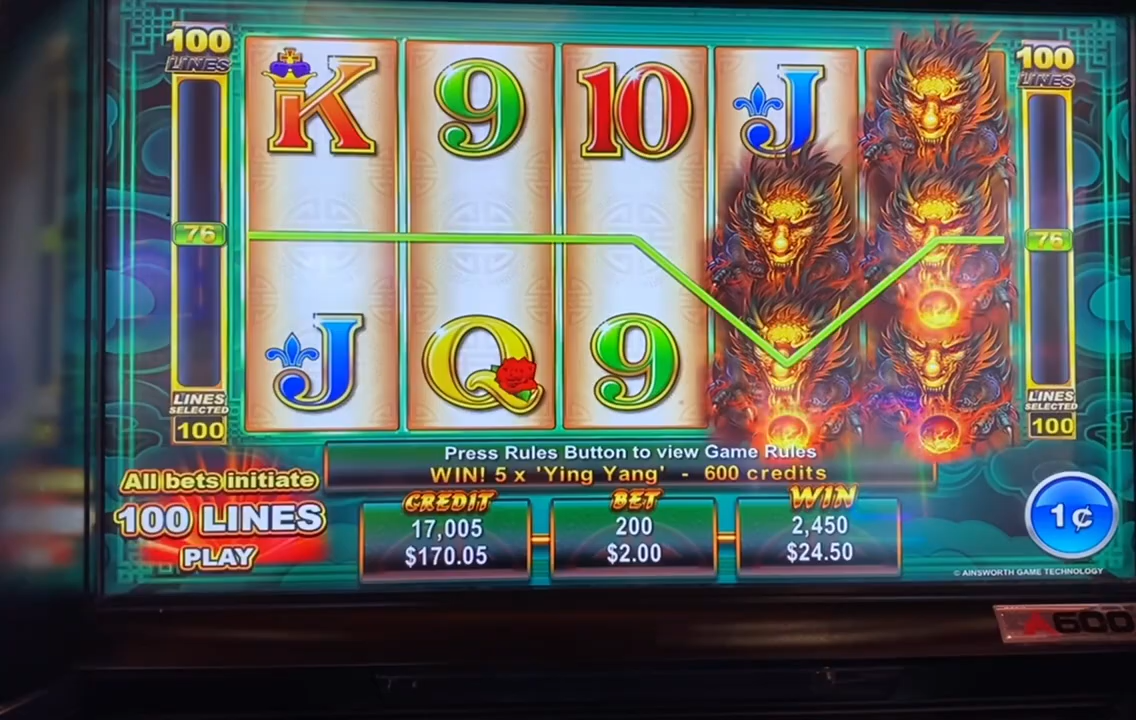 100
LINES
100
LINES
K 9 10 J
76
76
J Q 9
LINES
SELECTED
100
LINES
SELECTED
100
Press Rules Button to view Game Rules
WIN! 5 x 'Ying Yang' - 600 credits
All bets initiate
100 LINES
PLAY
CREDIT
17,005
$170.05
BET
200
$2.00
WIN
2,450
$24.50
1¢
© AINSWORTH GAME TECHNOLOGY
A600